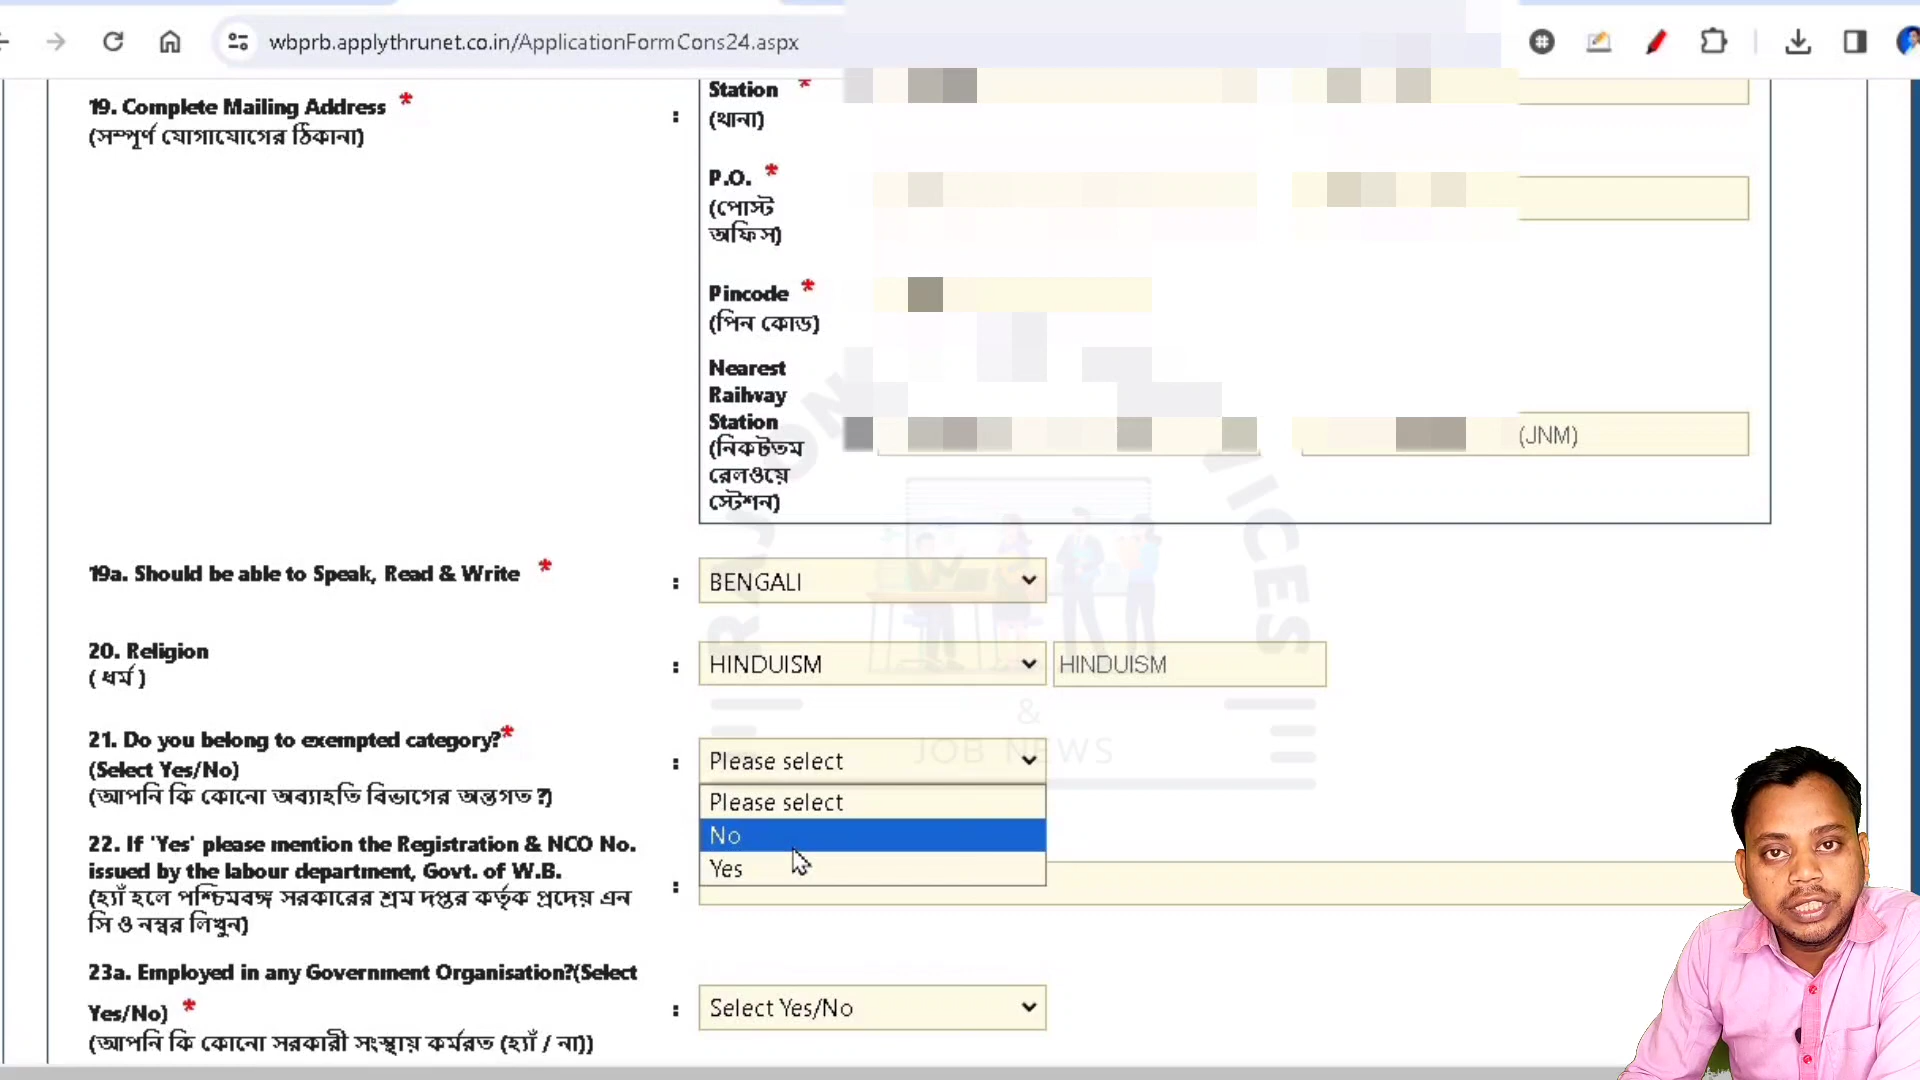 wbprb.applythrunet.co.in/ApplicationFormCons24.aspx
19. Complete Mailing Address *
(সম্পূর্ণ যোগাযোগের ঠিকানা)
:
Station *
(থানা)
P.O. *
(পোস্ট
অফিস)
Pincode *
(পিন কোড)
Nearest
Railway
Station
(নিকটতম
রেলওয়ে
স্টেশন)
(JNM)
19a. Should be able to Speak, Read & Write *
:
BENGALI
20. Religion
( ধর্ম )
:
HINDUISM
HINDUISM
21. Do you belong to exempted category?*
(Select Yes/No)
(আপনি কি কোনো অব্যাহতি বিভাগের অন্তগত ?)
:
Please select
Please select
No
Yes
22. If 'Yes' please mention the Registration & NCO No.
issued by the labour department, Govt. of W.B.
(হ্যাঁ হলে পশ্চিমবঙ্গ সরকারের শ্রম দপ্তর কর্তৃক প্রদেয় এন
সি ও নম্বর লিখুন)
:
23a. Employed in any Government Organisation?(Select
Yes/No) *
(আপনি কি কোনো সরকারী সংস্থায় কর্মরত (হ্যাঁ / না))
:
Select Yes/No
&
JOB NEWS